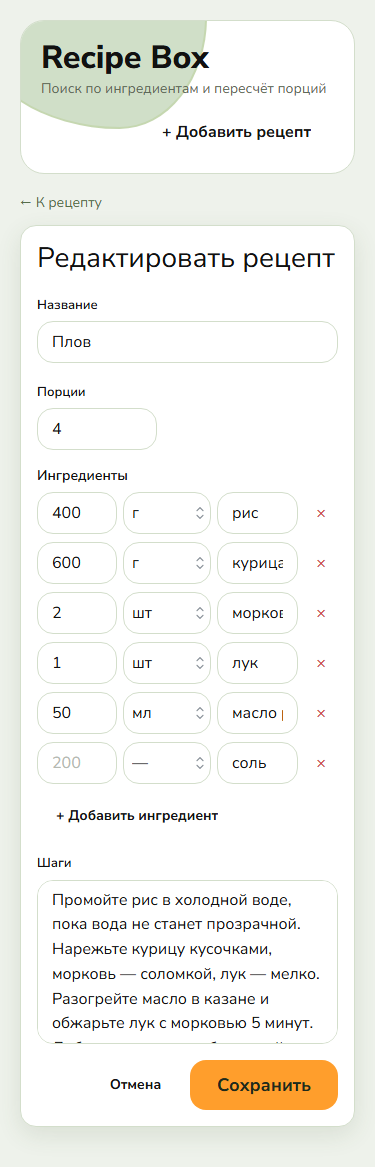 Recipe Box
Поиск по ингредиентам и пересчёт порций
+ Добавить рецепт
← К рецепту
Редактировать рецепт
Название
Плов
Порции
4
Ингредиенты
400 г рис ×
600 г курица ×
2 шт морков ×
1 шт лук ×
50 мл масло ×
200 — соль ×
+ Добавить ингредиент
Шаги
Промойте рис в холодной воде,
пока вода не станет прозрачной.
Нарежьте курицу кусочками,
морковь — соломкой, лук — мелко.
Разогрейте масло в казане и
обжарьте лук с морковью 5 минут.
Отмена
Сохранить